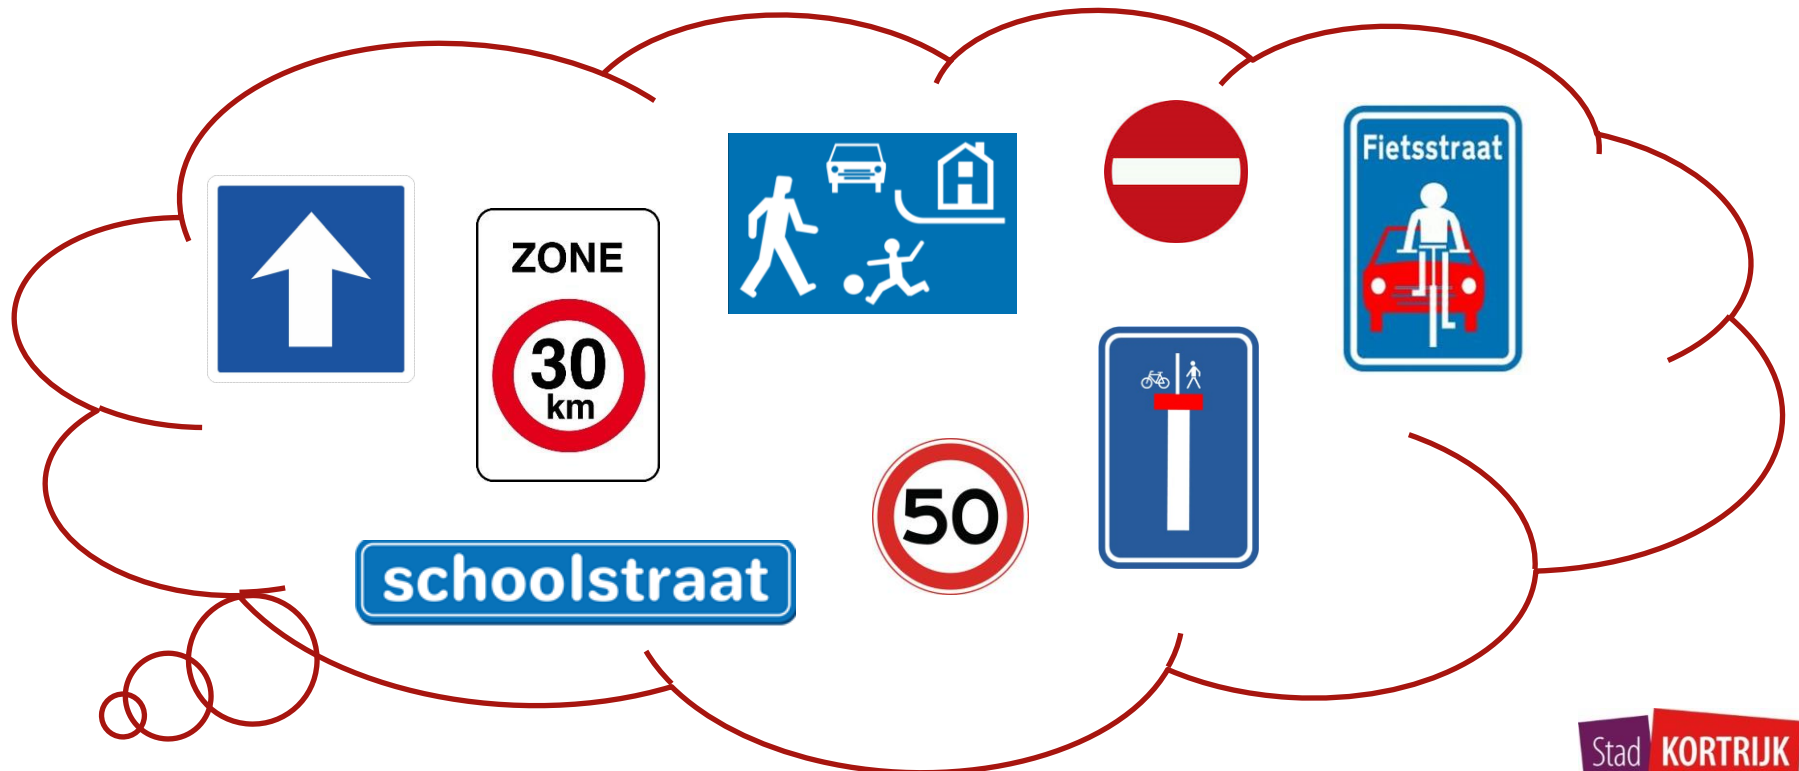 Fietsstraat
ZONE
30
km
50
schoolstraat
Stad KORTRIJK